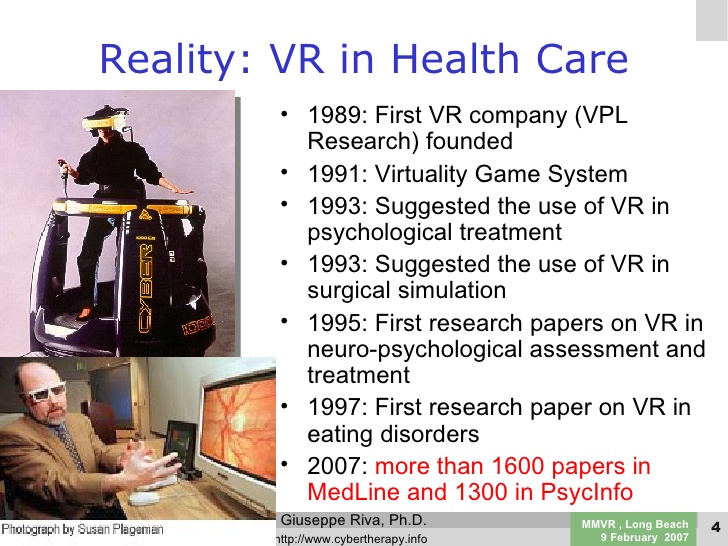 Reality: VR in Health Care
• 1989: First VR company (VPL
Research) founded
• 1991: Virtuality Game System
• 1993: Suggested the use of VR in
psychological treatment
• 1993: Suggested the use of VR in
surgical simulation
• 1995: First research papers on VR in
neuro-psychological assessment and
treatment
• 1997: First research paper on VR in
eating disorders
• 2007: more than 1600 papers in
MedLine and 1300 in PsycInfo
CYBER
Photograph by Susan Plageman
Giuseppe Riva, Ph.D.
http://www.cybertherapy.info
MMVR , Long Beach
9 February 2007
4